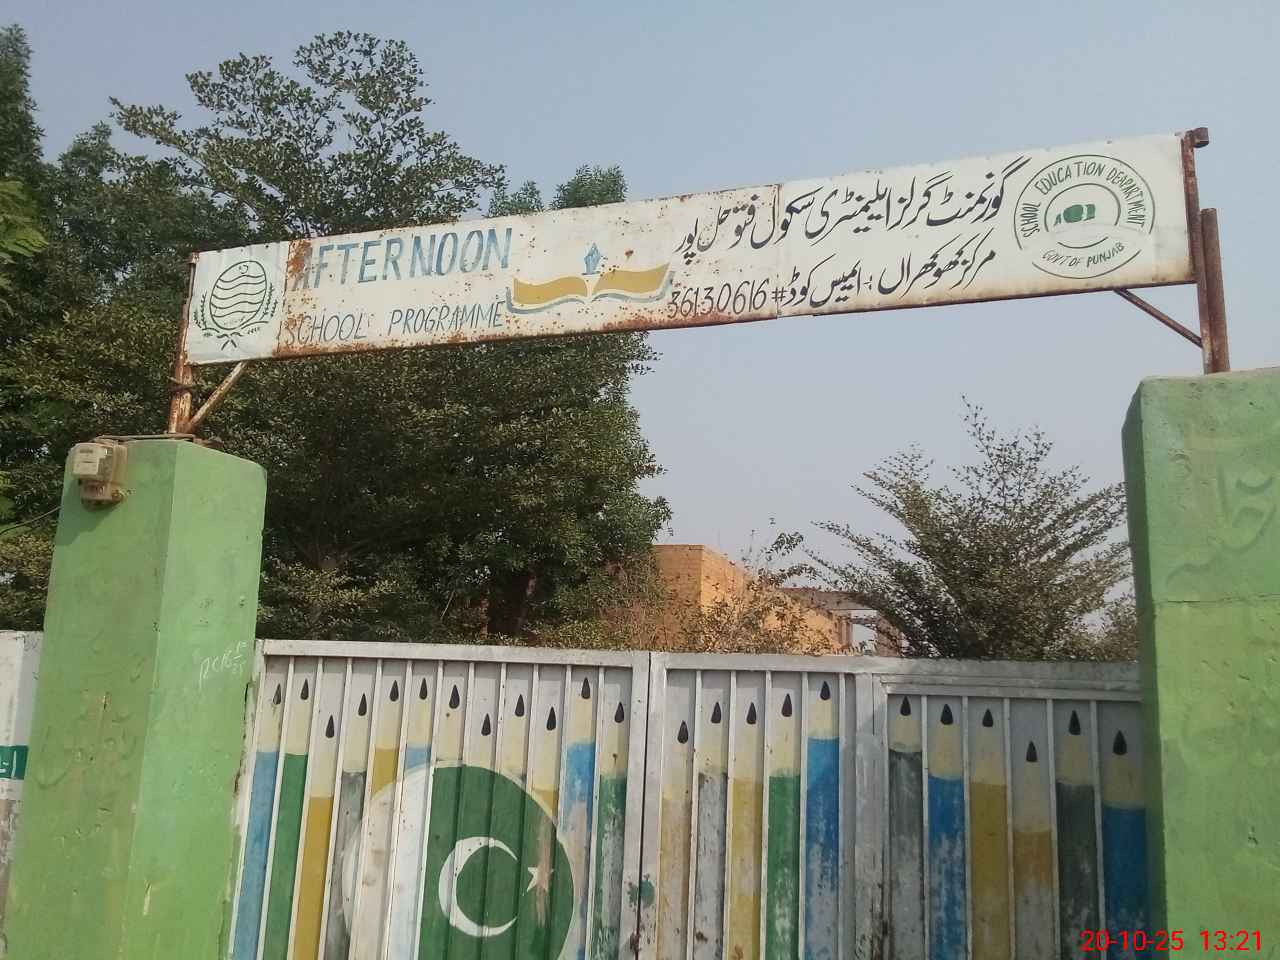 AFTERNOON
SCHOOL PROGRAMME
گورنمنٹ گرلز ایلیمنٹری سکول فتوحل پور
مرکز کھوکھراں : ایمیس کوڈ # 36130616
SCHOOL EDUCATION DEAPARTMENT
GOVT OF PUNJAB
20-10-25 13:21